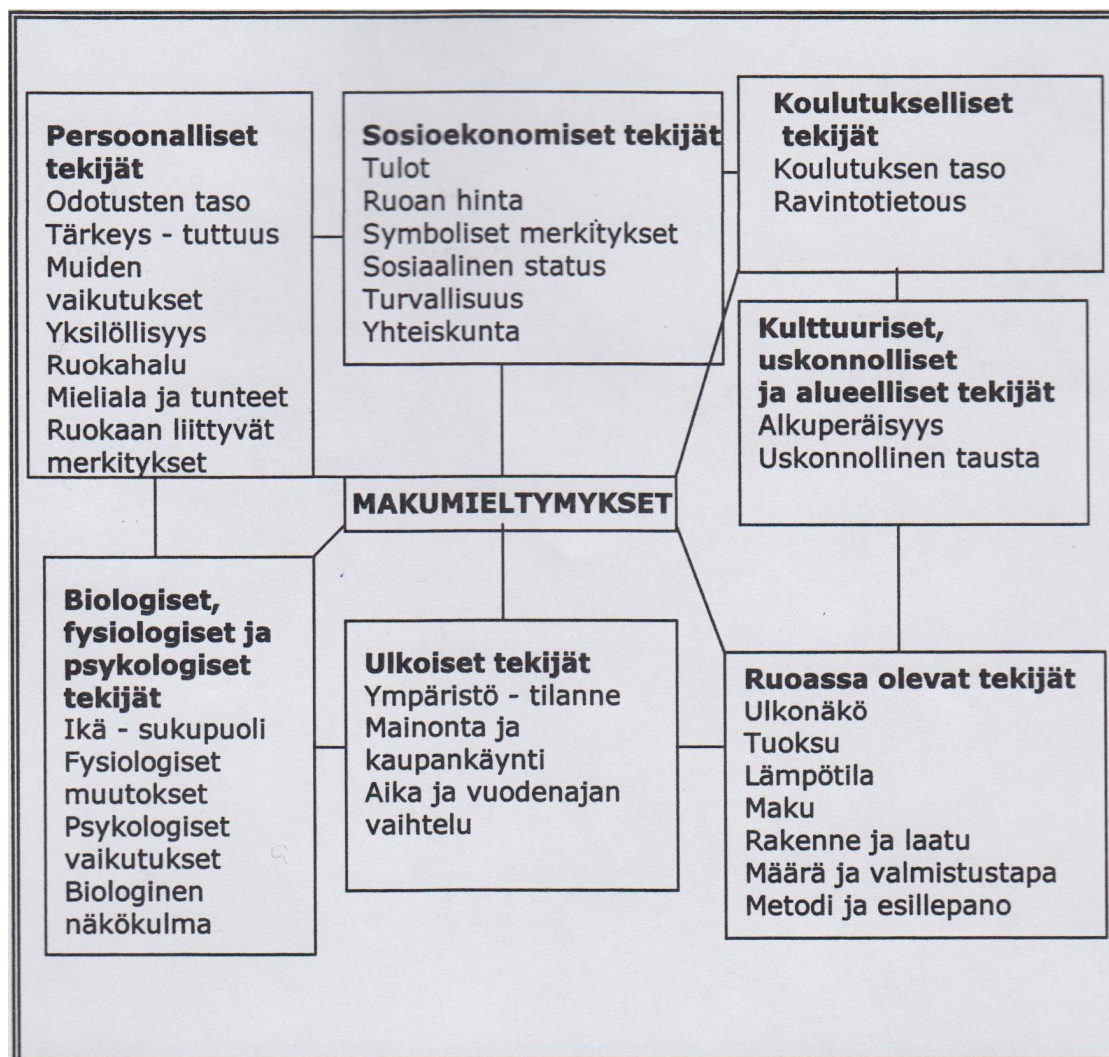 Persoonalliset
tekijät
Odotusten taso
Tärkeys - tuttuus
Muiden
vaikutukset
Yksilöllisyys
Ruokahalu
Mieliala ja tunteet
Ruokaan liittyvät
merkitykset
Sosioekonomiset tekijät
Tulot
Ruoan hinta
Symboliset merkitykset
Sosiaalinen status
Turvallisuus
Yhteiskunta
Koulutukselliset
tekijät
Koulutuksen taso
Ravintotietous
Kulttuuriset,
uskonnolliset
ja alueelliset tekijät
Alkuperäisyys
Uskonnollinen tausta
MAKUMIELTYMYKSET
Biologiset,
fysiologiset ja
psykologiset
tekijät
Ikä - sukupuoli
Fysiologiset
muutokset
Psykologiset
vaikutukset
Biologinen
näkökulma
Ulkoiset tekijät
Ympäristö - tilanne
Mainonta ja
kaupankäynti
Aika ja vuodenajan
vaihtelu
Ruoassa olevat tekijät
Ulkonäkö
Tuoksu
Lämpötila
Maku
Rakenne ja laatu
Määrä ja valmistustapa
Metodi ja esillepano